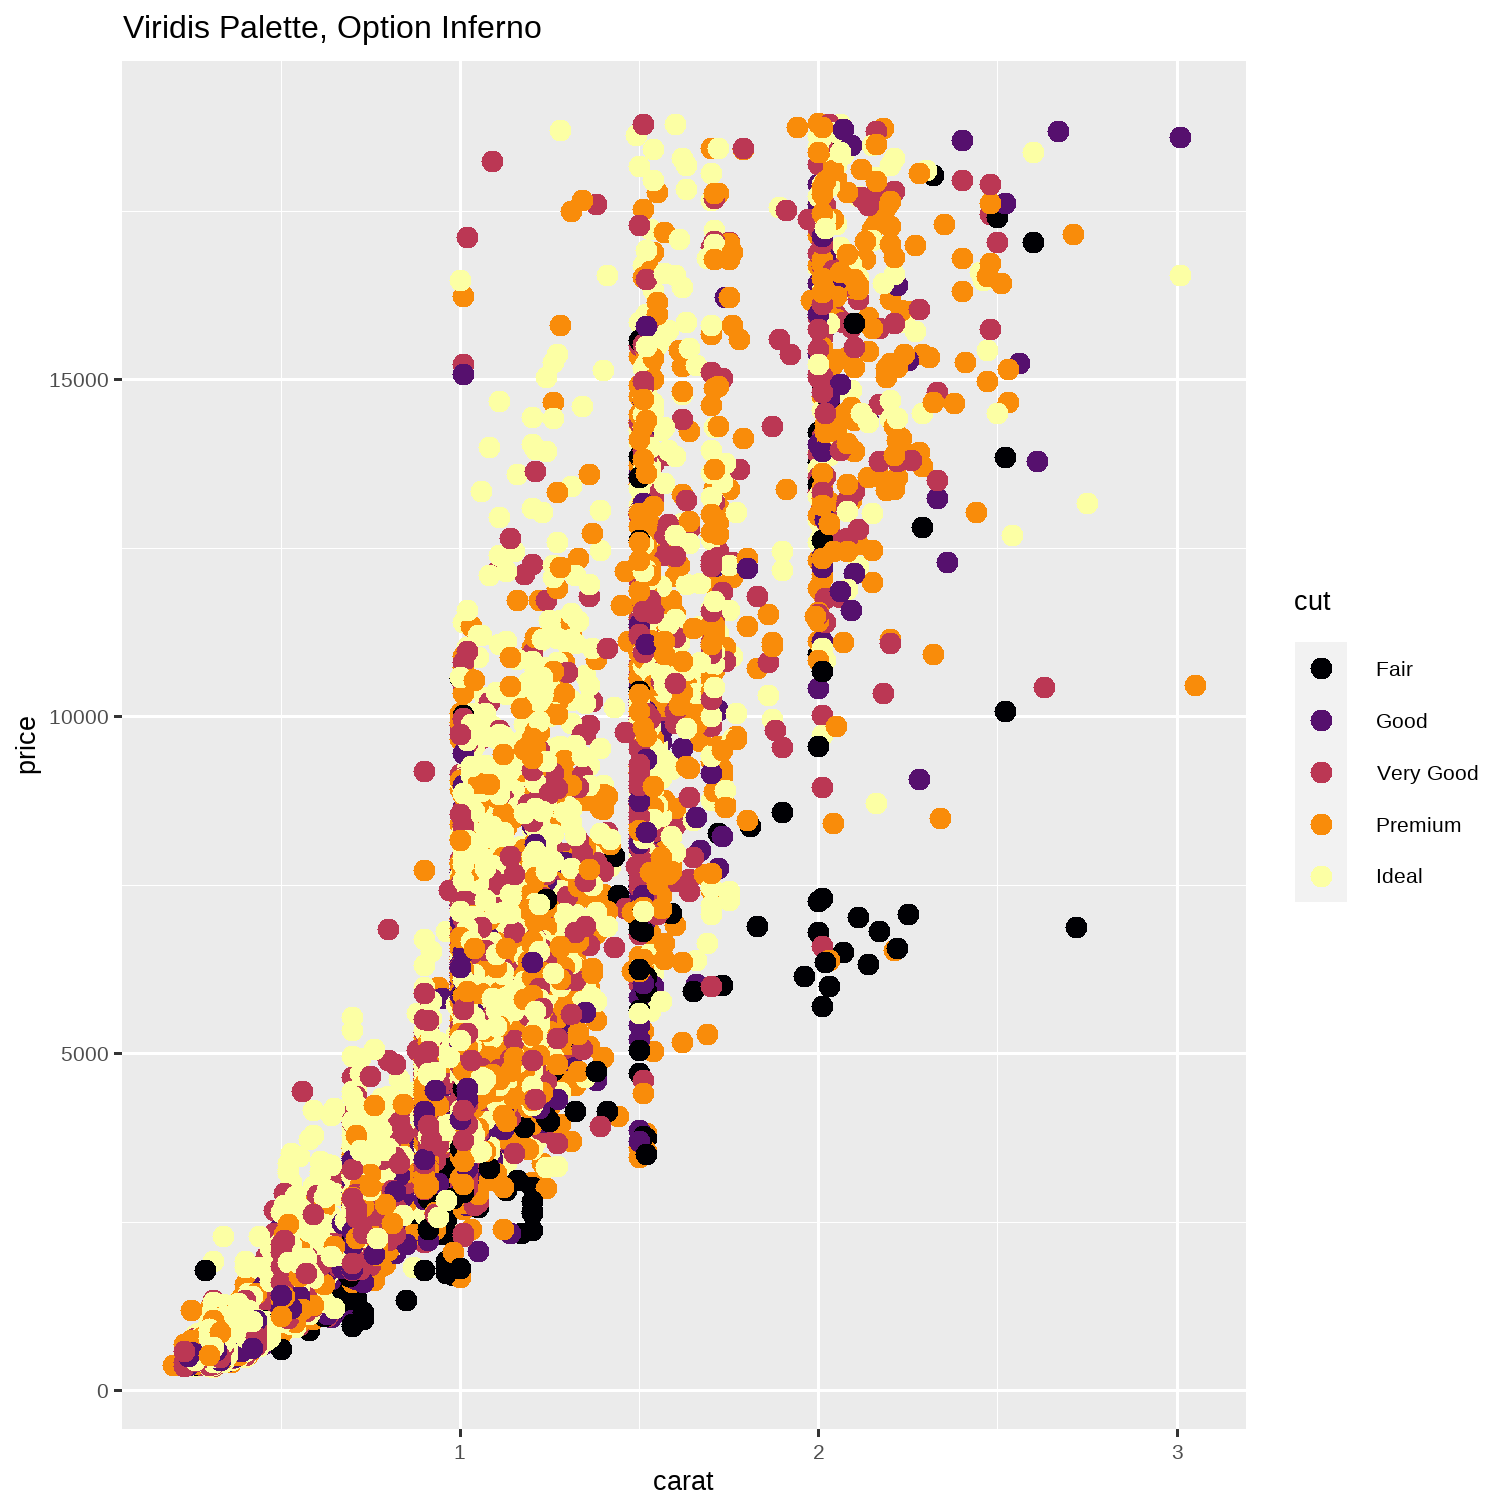 Viridis Palette, Option Inferno
price
15000
10000
5000
0
1
2
3
carat
cut
Fair
Good
Very Good
Premium
Ideal